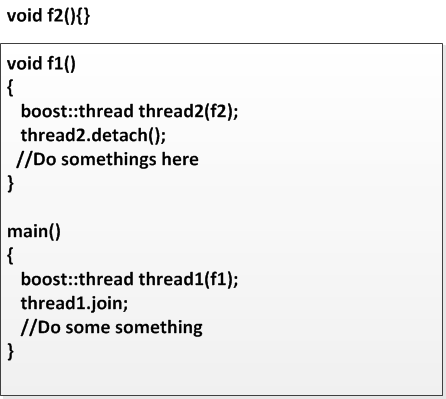 void f2(){}
void f1()
{
boost::thread thread2(f2);
thread2.detach();
//Do somethings here
}
main()
{
boost::thread thread1(f1);
thread1.join;
//Do some something
}